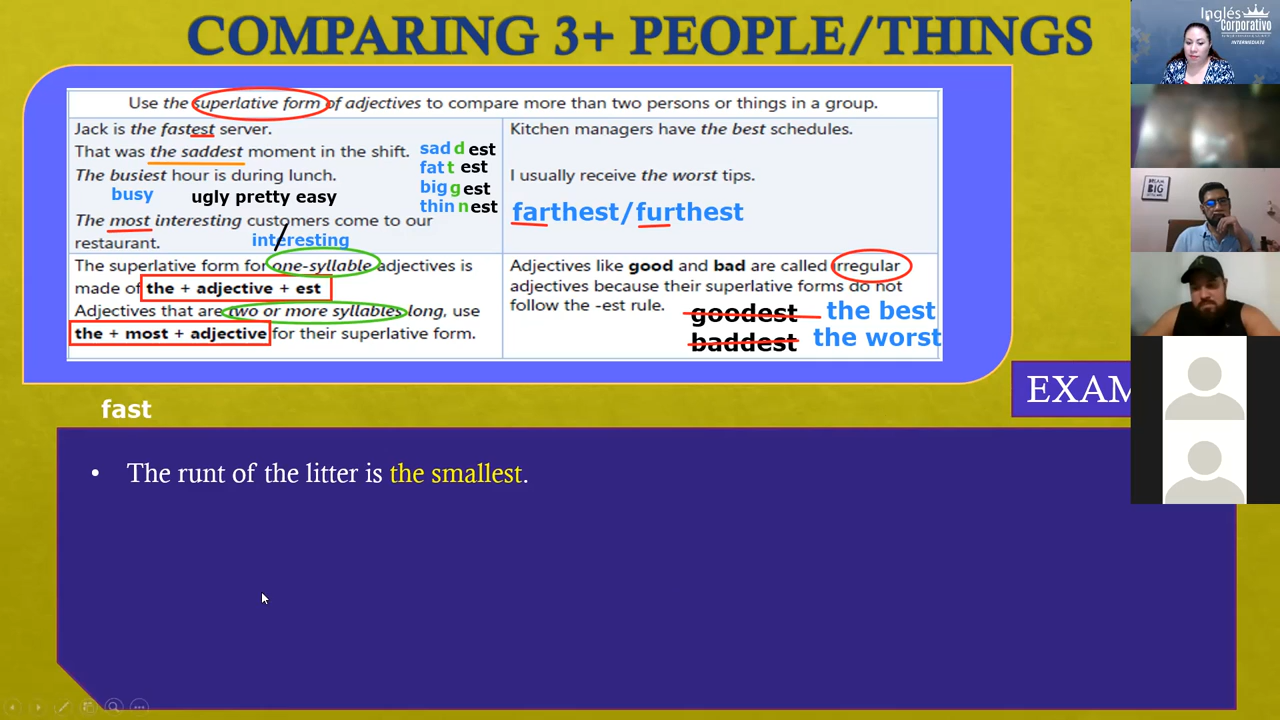 COMPARING 3+ PEOPLE/THINGS
Use the superlative form of adjectives to compare more than two persons or things in a group.
Jack is the fastest server.
That was the saddest moment in the shift.
The busiest hour is during lunch.
busy
ugly pretty easy
The most interesting customers come to our
restaurant.
interesting
saddest
fattest
biggest
thinnest
Kitchen managers have the best schedules.
I usually receive the worst tips.
farthest/furthest
The superlative form for one-syllable adjectives is
made of the + adjective + est
Adjectives that are two or more syllables long, use
the + most + adjective for their superlative form.
Adjectives like good and bad are called irregular
adjectives because their superlative forms do not
follow the -est rule.
goodest the best
baddest the worst
EXAM
fast
• The runt of the litter is the smallest.
Inglés
Corporativo
INTERMEDIATE
DREAM
BIG